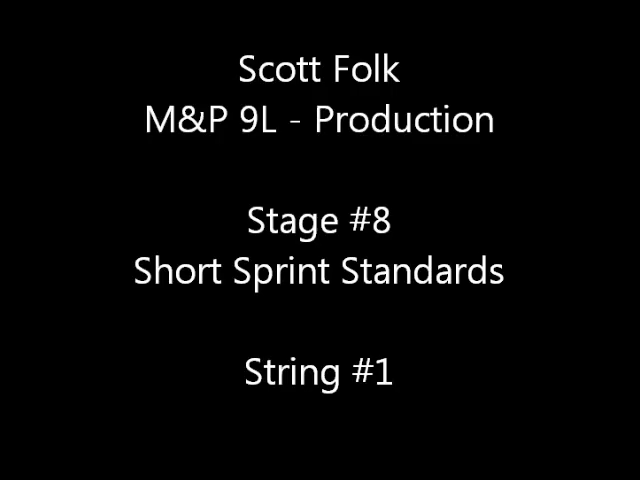 Scott Folk
M&P 9L - Production
Stage #8
Short Sprint Standards
String #1